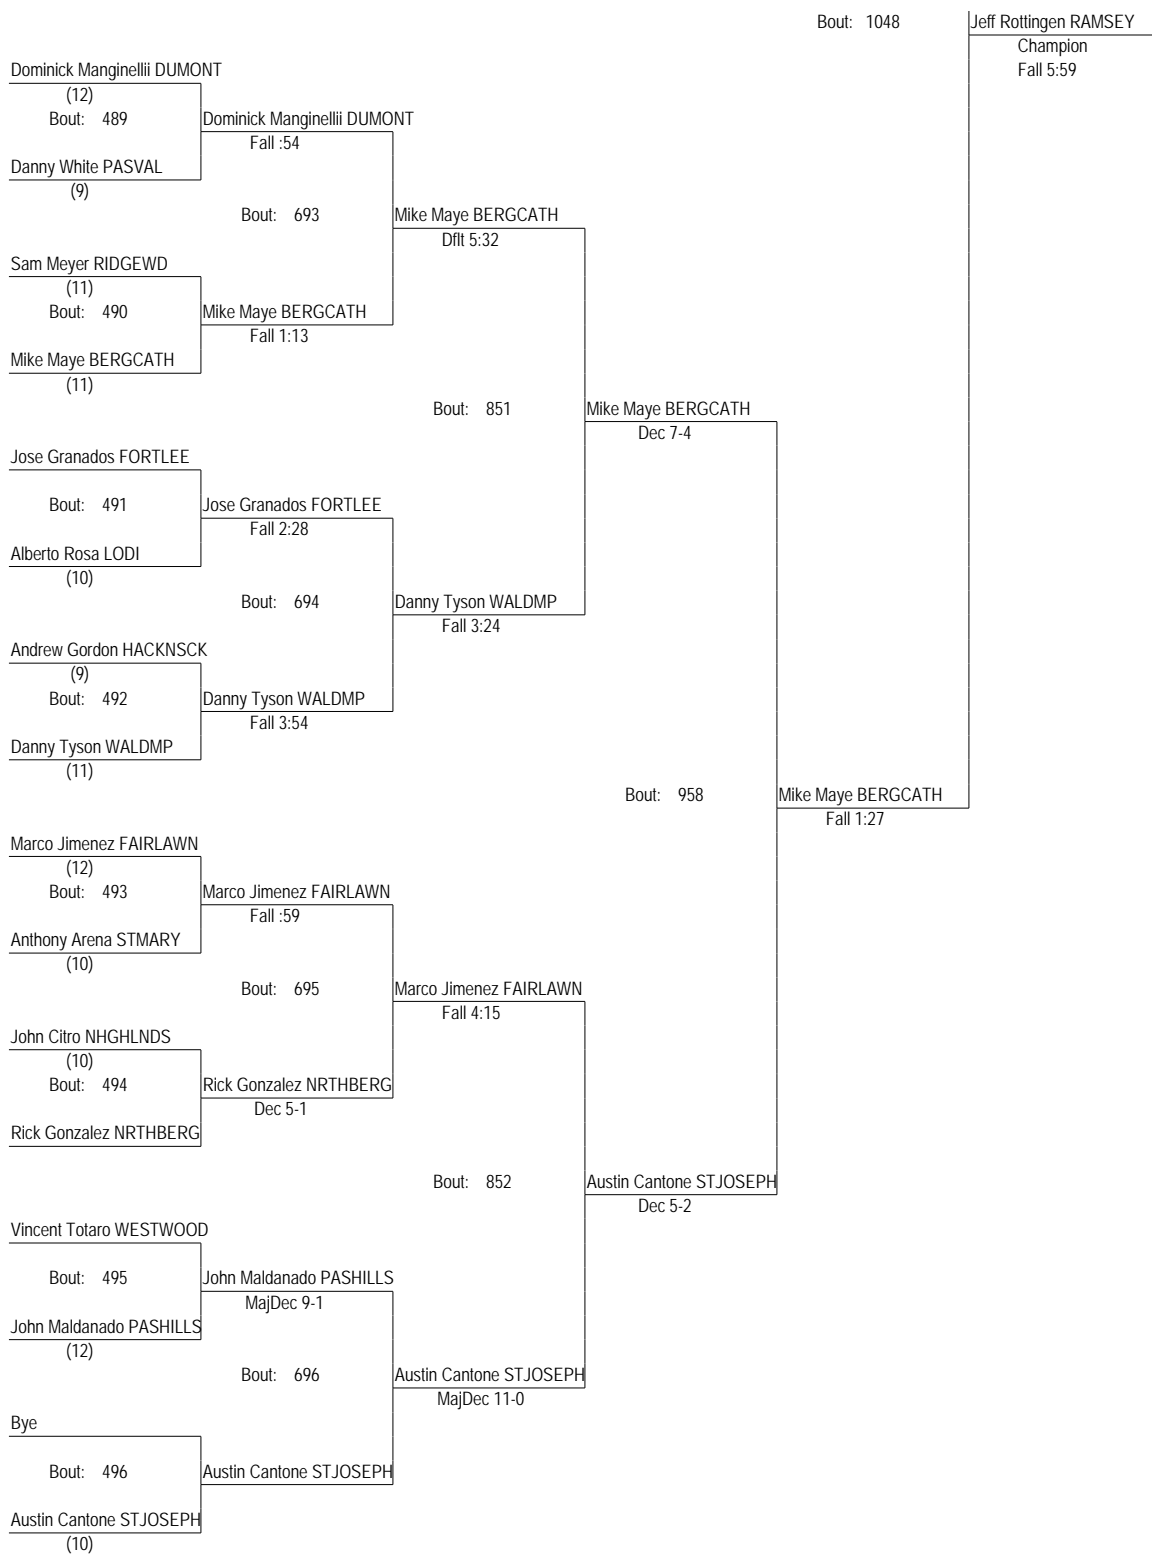 Bout: 1048
Jeff Rottingen RAMSEY
Champion
Fall 5:59
Dominick Manginellii DUMONT
(12)
Bout: 489
Dominick Manginellii DUMONT
Fall :54
Danny White PASVAL
(9)
Bout: 693
Mike Maye BERGCATH
Dflt 5:32
Sam Meyer RIDGEWD
(11)
Bout: 490
Mike Maye BERGCATH
Fall 1:13
Mike Maye BERGCATH
(11)
Bout: 851
Mike Maye BERGCATH
Dec 7-4
Jose Granados FORTLEE
Bout: 491
Jose Granados FORTLEE
Fall 2:28
Alberto Rosa LODI
(10)
Bout: 694
Danny Tyson WALDMP
Fall 3:24
Andrew Gordon HACKNSCK
(9)
Bout: 492
Danny Tyson WALDMP
Fall 3:54
Danny Tyson WALDMP
(11)
Bout: 958
Mike Maye BERGCATH
Fall 1:27
Marco Jimenez FAIRLAWN
(12)
Bout: 493
Marco Jimenez FAIRLAWN
Fall :59
Anthony Arena STMARY
(10)
Bout: 695
Marco Jimenez FAIRLAWN
Fall 4:15
John Citro NHGHLNDS
(10)
Bout: 494
Rick Gonzalez NRTHBERG
Dec 5-1
Rick Gonzalez NRTHBERG
Bout: 852
Austin Cantone STJOSEPH
Dec 5-2
Vincent Totaro WESTWOOD
Bout: 495
John Maldanado PASHILLS
MajDec 9-1
John Maldanado PASHILLS
(12)
Bout: 696
Austin Cantone STJOSEPH
MajDec 11-0
Bye
Bout: 496
Austin Cantone STJOSEPH
Austin Cantone STJOSEPH
(10)